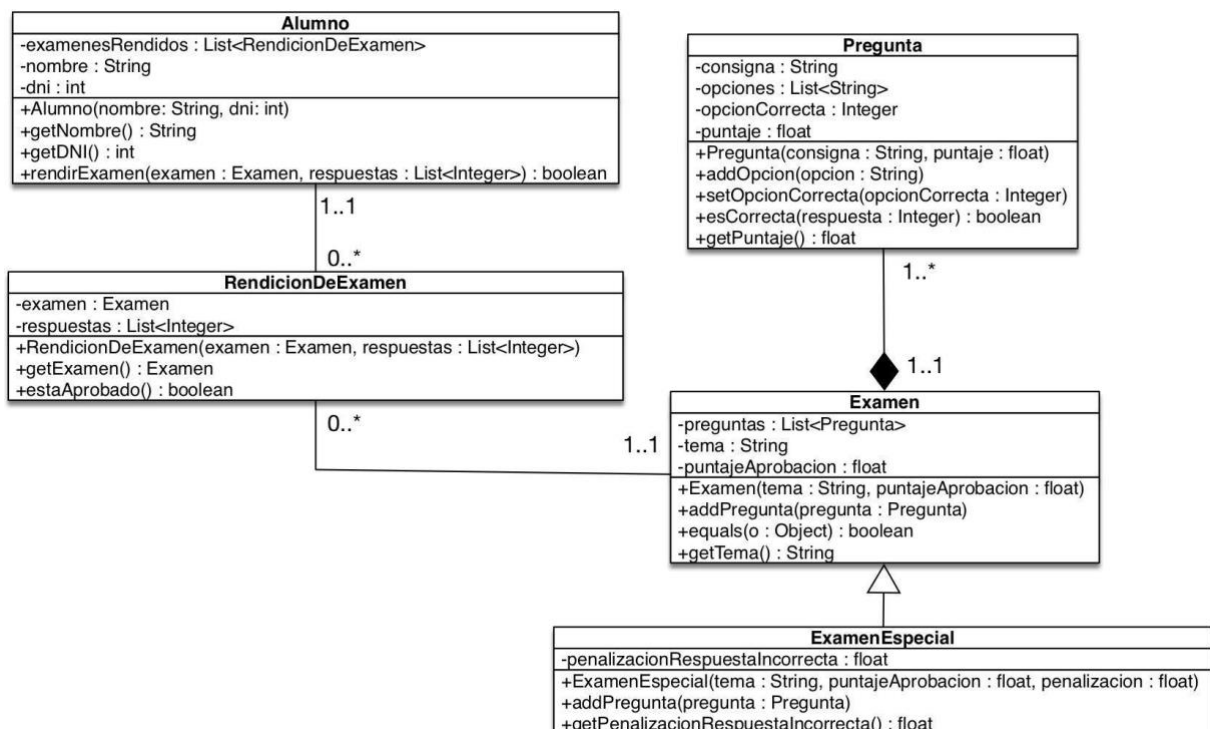 Alumno
-examenesRendidos : List<RendicionDeExamen>
-nombre : String
-dni : int
+Alumno(nombre: String, dni: int)
+getNombre() : String
+getDNI() : int
+rendirExamen(examen : Examen, respuestas : List<Integer>) : boolean
1..1
0..*
RendicionDeExamen
-examen : Examen
-respuestas : List<Integer>
+RendicionDeExamen(examen : Examen, respuestas : List<Integer>)
+getExamen() : Examen
+estaAprobado() : boolean
0..*
1..1
Pregunta
-consigna : String
-opciones : List<String>
-opcionCorrecta : Integer
-puntaje : float
+Pregunta(consigna : String, puntaje : float)
+addOpcion(opcion : String)
+setOpcionCorrecta(opcionCorrecta : Integer)
+esCorrecta(respuesta : Integer) : boolean
+getPuntaje() : float
1..*
1..1
Examen
-preguntas : List<Pregunta>
-tema : String
-puntajeAprobacion : float
+Examen(tema : String, puntajeAprobacion : float)
+addPregunta(pregunta : Pregunta)
+equals(o : Object) : boolean
+getTema() : String
ExamenEspecial
-penalizacionRespuestaIncorrecta : float
+ExamenEspecial(tema : String, puntajeAprobacion : float, penalizacion : float)
+addPregunta(pregunta : Pregunta)
+getPenalizacionRespuestaIncorrecta() : float